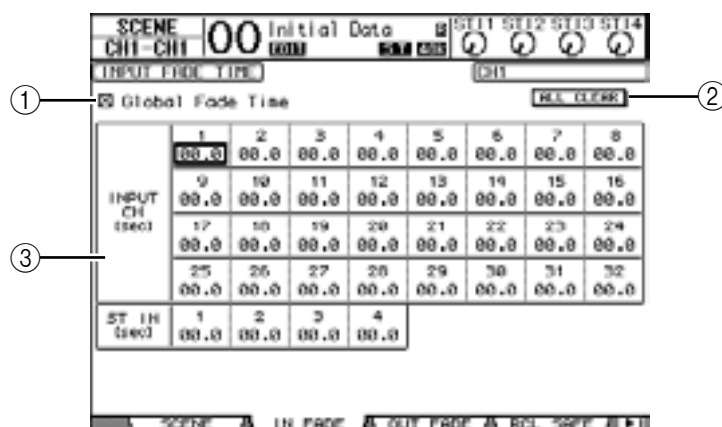 SCENE
CH1-CH1
00 Initial Data
EDIT
ST1 ST2 ST3 ST4
INPUT FADE TIME
CH1
① Global Fade Time
ALL CLEAR ②
③
INPUT CH (sec)
1 2 3 4 5 6 7 8
00.0 00.0 00.0 00.0 00.0 00.0 00.0 00.0
9 10 11 12 13 14 15 16
00.0 00.0 00.0 00.0 00.0 00.0 00.0 00.0
17 18 19 20 21 22 23 24
00.0 00.0 00.0 00.0 00.0 00.0 00.0 00.0
25 26 27 28 29 30 31 32
00.0 00.0 00.0 00.0 00.0 00.0 00.0 00.0
ST IN (sec)
1 2 3 4
00.0 00.0 00.0 00.0
SCENE IN FADE OUT FADE RCL SAFE